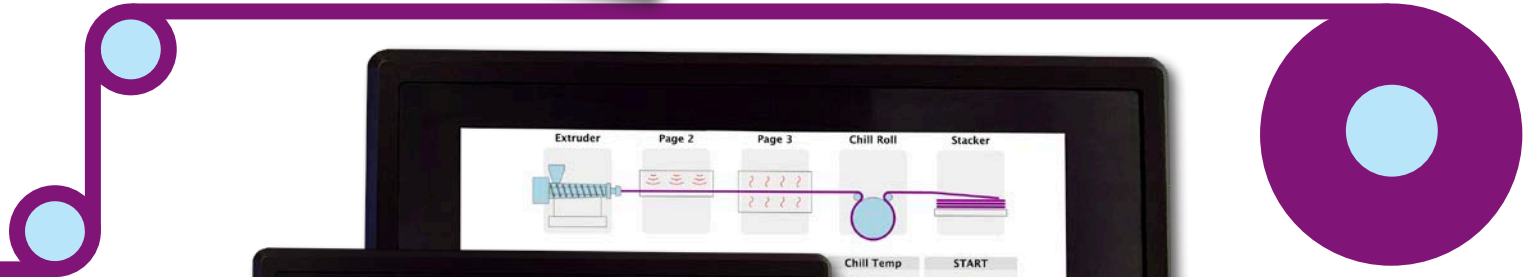 Extruder Page 2 Page 3 Chill Roll Stacker
Chill Temp START